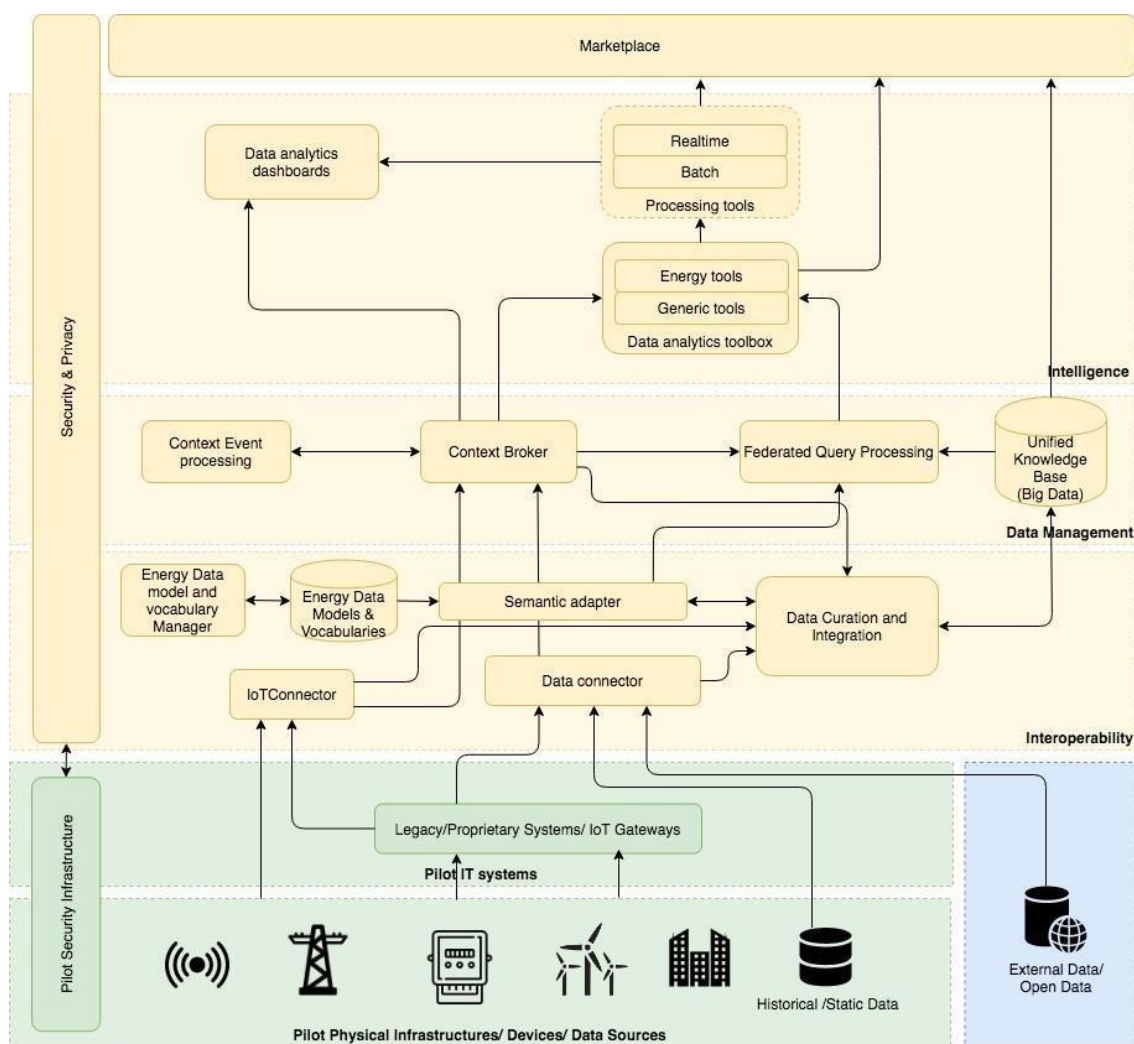 Marketplace
Security & Privacy
Data analytics
dashboards
Realtime
Batch
Processing tools
Energy tools
Generic tools
Data analytics toolbox
Intelligence
Context Event
processing
Context Broker
Federated Query Processing
Unified
Knowledge
Base
(Big Data)
Data Management
Energy Data
model and
vocabulary
Manager
Energy Data
Models &
Vocabularies
Semantic adapter
Data Curation and
Integration
IoTConnector
Data connector
Interoperability
Pilot Security Infrastructure
Legacy/Proprietary Systems/ IoT Gateways
Pilot IT systems
Historical /Static Data
External Data/
Open Data
Pilot Physical Infrastructures/ Devices/ Data Sources